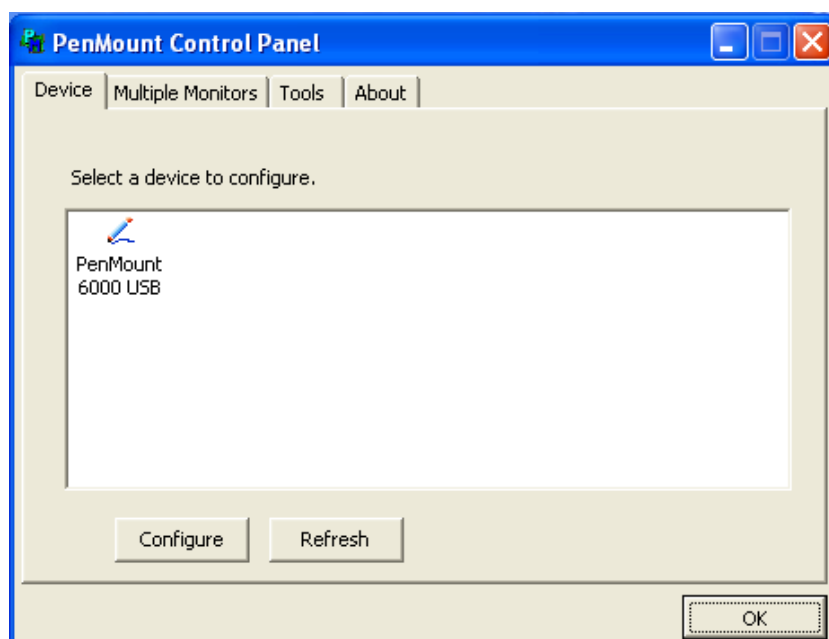 PenMount Control Panel
Device Multiple Monitors Tools About
Select a device to configure.
PenMount
6000 USB
Configure Refresh
OK